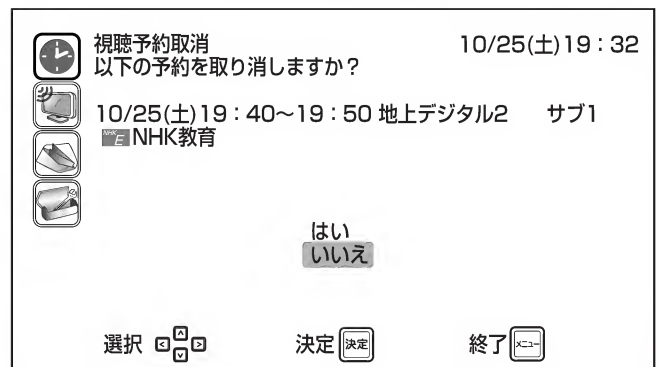 視聴予約取消 10/25(土)19：32
以下の予約を取り消しますか？
10/25(土)19：40～19：50 地上デジタル2 サブ1
NHK E NHK教育
はい
いいえ
選択 決定 決定 終了 メニュー